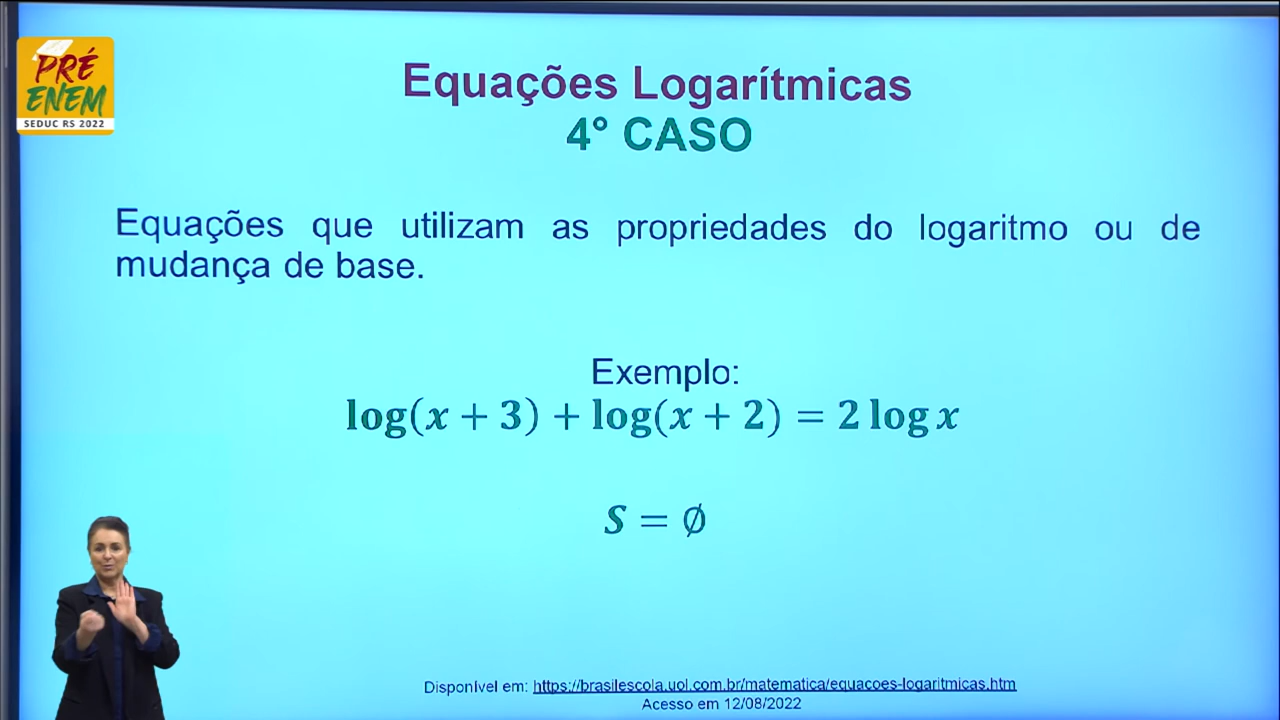 PRÉ
ENEM
SEDUC RS 2022
Equações Logarítmicas
4° CASO
Equações que utilizam as propriedades do logaritmo ou de
mudança de base.
Exemplo:
log(x + 3) + log(x + 2) = 2 log x
S = ∅
Disponível em: https://brasilescola.uol.com.br/matematica/equacoes-logaritmicas.htm
Acesso em 12/08/2022